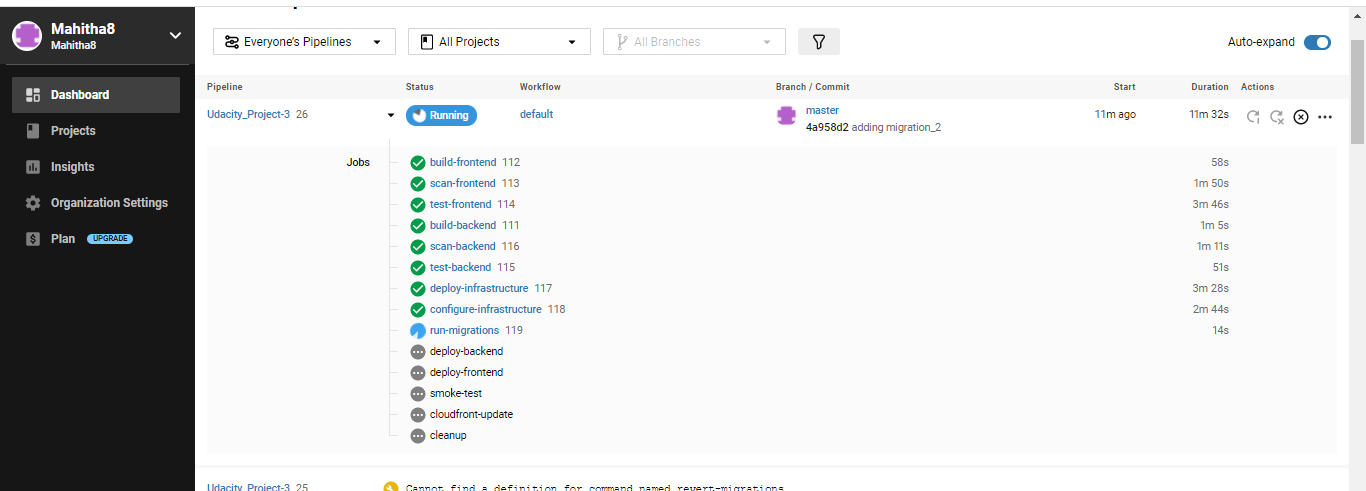 Mahitha8
Mahitha8
Dashboard
Projects
Insights
Organization Settings
Plan UPGRADE
Everyone's Pipelines All Projects All Branches Auto-expand
Pipeline Status Workflow Branch / Commit Start Duration Actions
Udacity_Project-3 26 Running default master 11m ago 11m 32s
4a958d2 adding migration_2
Jobs build-frontend 112 58s
scan-frontend 113 1m 50s
test-frontend 114 3m 46s
build-backend 111 1m 5s
scan-backend 116 1m 11s
test-backend 115 51s
deploy-infrastructure 117 3m 28s
configure-infrastructure 118 2m 44s
run-migrations 119 14s
deploy-backend
deploy-frontend
smoke-test
cloudfront-update
cleanup
Udacity_Project-3 25 Cannot find a definition for command named revert-migrations